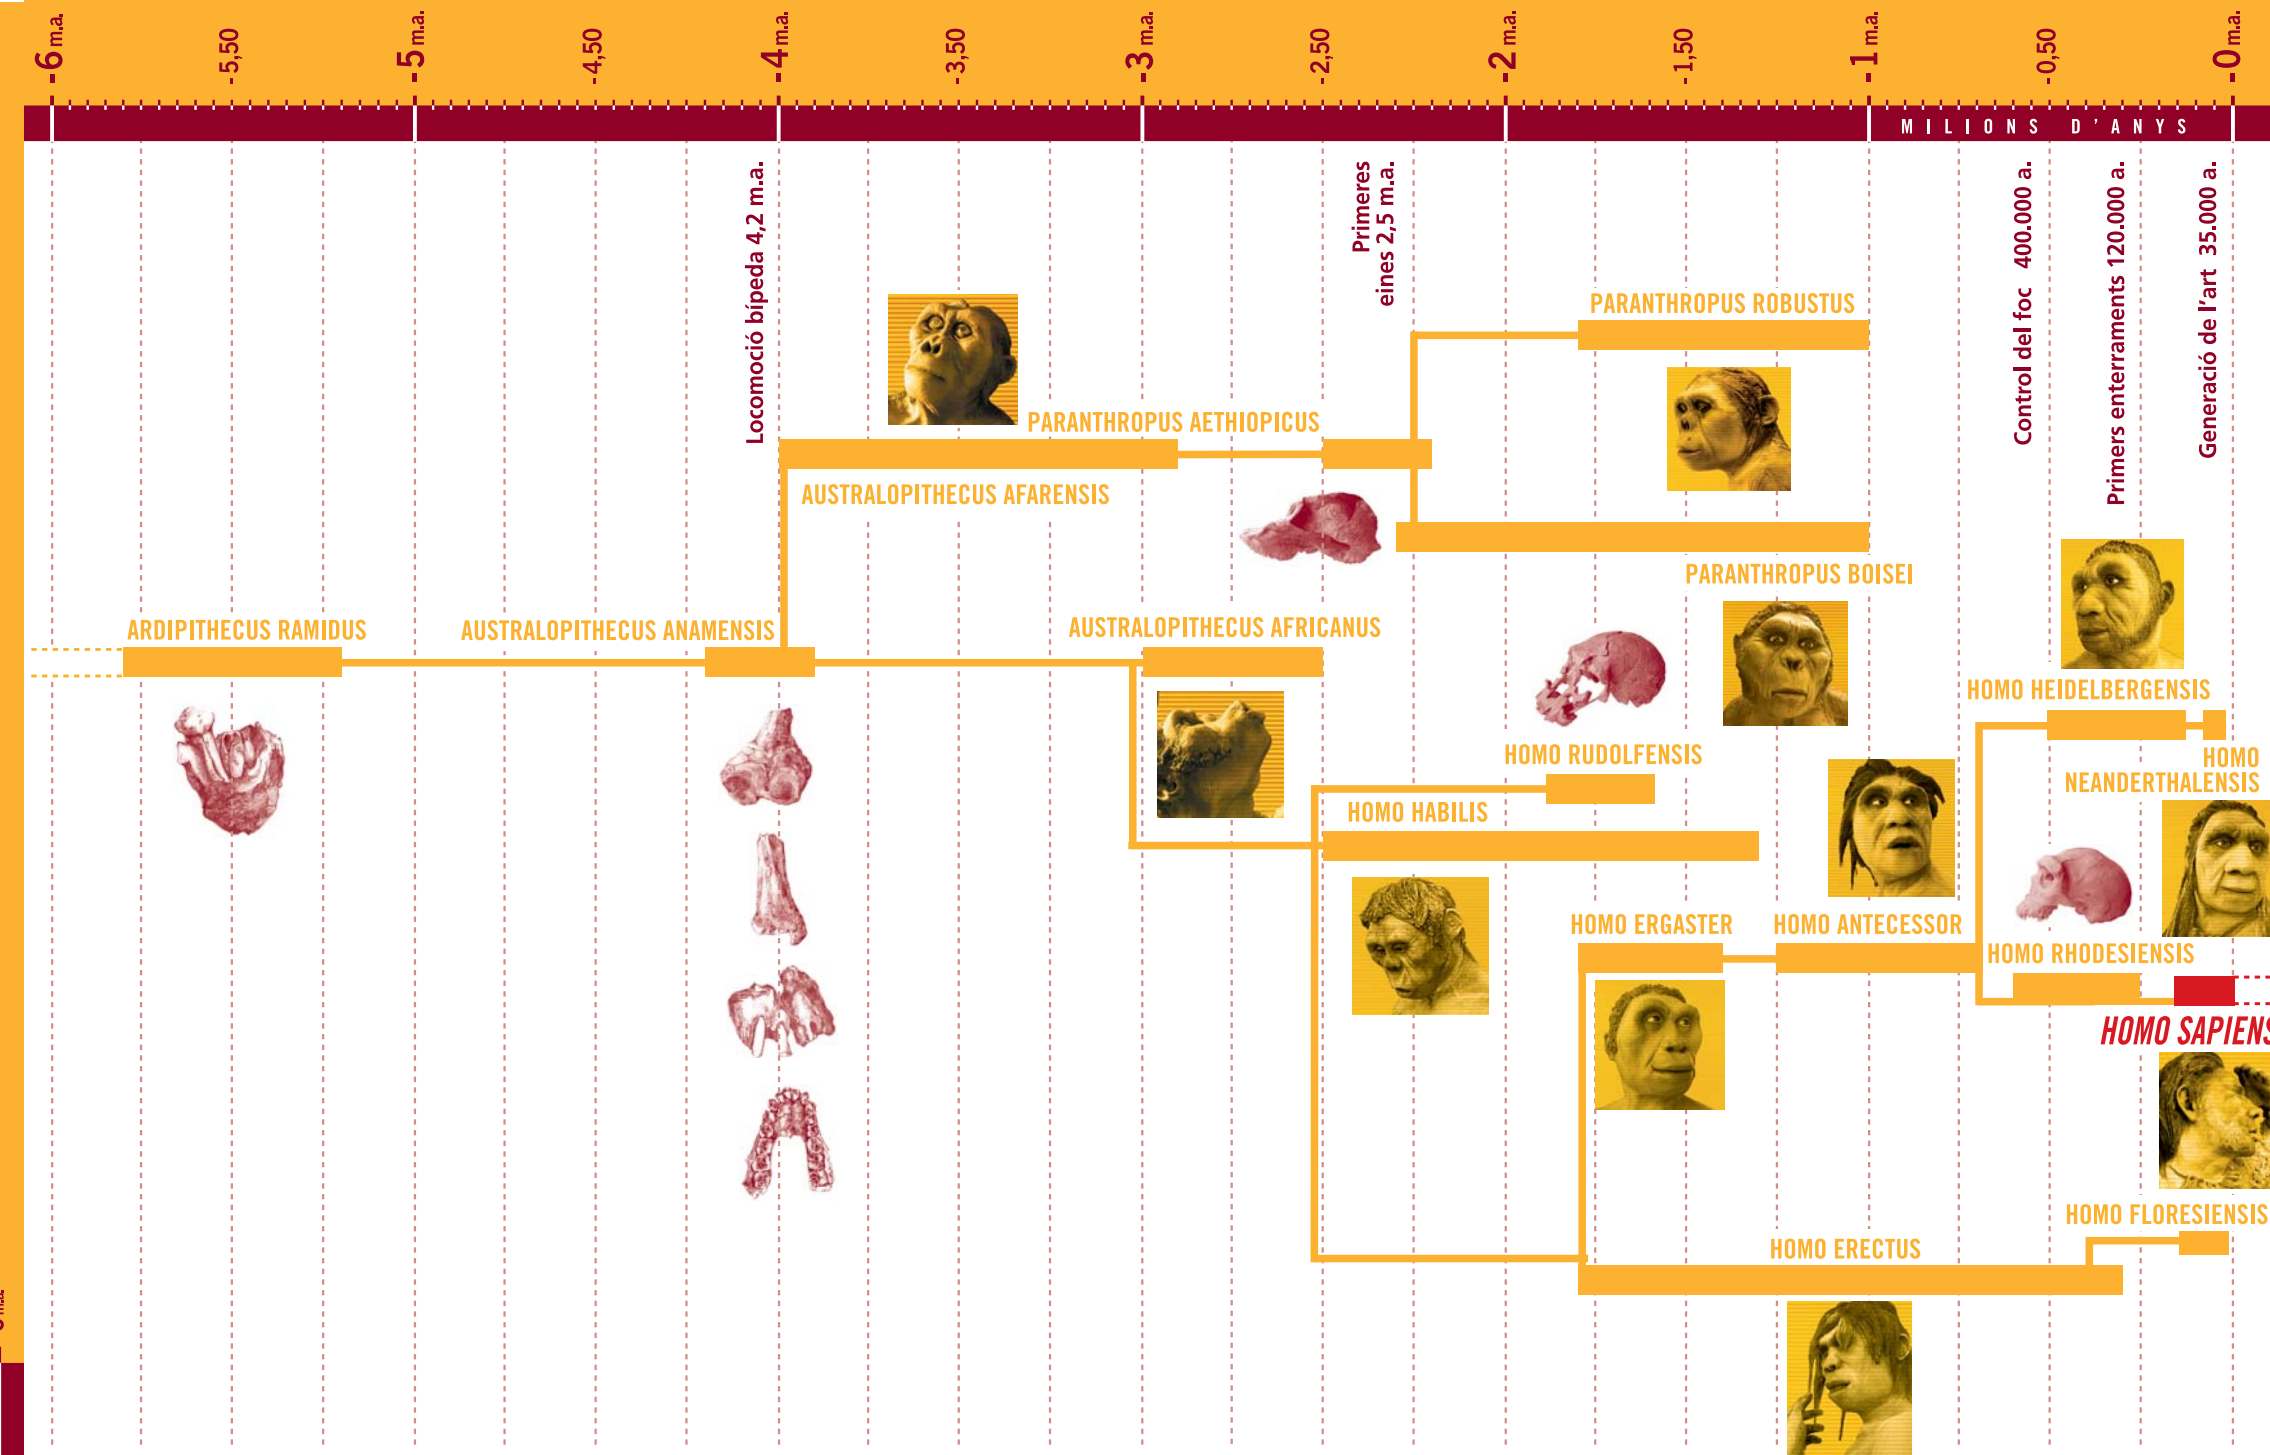 -6 m.a.
-5,50
-5 m.a.
-4,50
-4 m.a.
-3,50
-3 m.a.
-2,50
-2 m.a.
-1,50
-1 m.a.
-0,50
-0 m.a.
MILIONS D'ANYS
Locomoció bípeda 4,2 m.a.
Primeres
eines 2,5 m.a.
Control del foc 400.000 a.
Primers enterraments 120.000 a.
Generació de l'art 35.000 a.
PARANTHROPUS ROBUSTUS
PARANTHROPUS AETHIOPICUS
AUSTRALOPITHECUS AFARENSIS
PARANTHROPUS BOISEI
ARDIPITHECUS RAMIDUS
AUSTRALOPITHECUS ANAMENSIS
AUSTRALOPITHECUS AFRICANUS
HOMO HEIDELBERGENSIS
HOMO RUDOLFENSIS
HOMO
NEANDERTHALENSIS
HOMO HABILIS
HOMO ERGASTER
HOMO ANTECESSOR
HOMO RHODESIENSIS
HOMO SAPIENS
HOMO FLORESIENSIS
HOMO ERECTUS